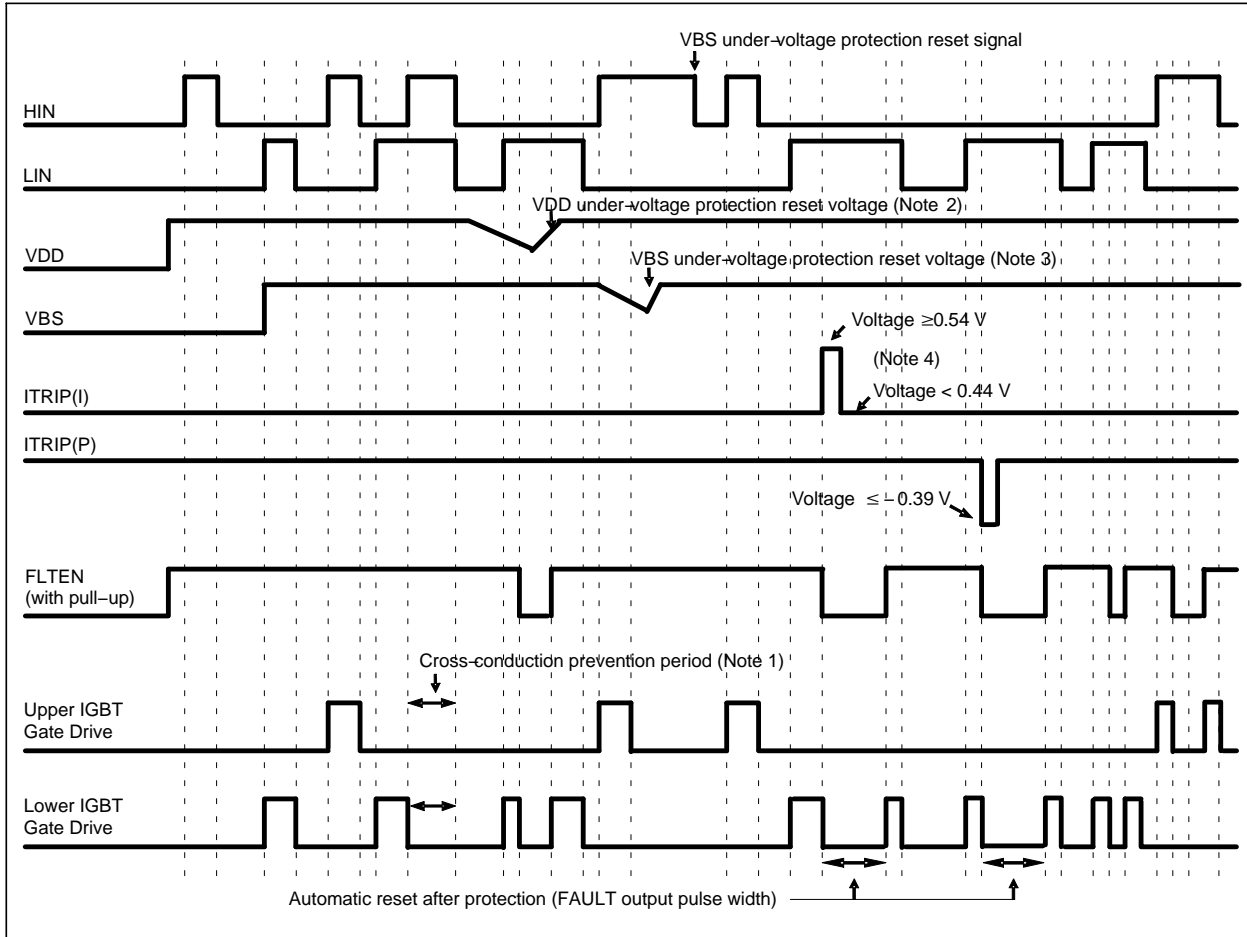 VBS under-voltage protection reset signal
HIN
LIN
VDD under-voltage protection reset voltage (Note 2)
VDD
VBS under-voltage protection reset voltage (Note 3)
VBS
Voltage ≥0.54 V
(Note 4)
Voltage < 0.44 V
ITRIP(I)
ITRIP(P)
Voltage ≤ −0.39 V
FLTEN
(with pull-up)
Cross-conduction prevention period (Note 1)
Upper IGBT
Gate Drive
Lower IGBT
Gate Drive
Automatic reset after protection (FAULT output pulse width)